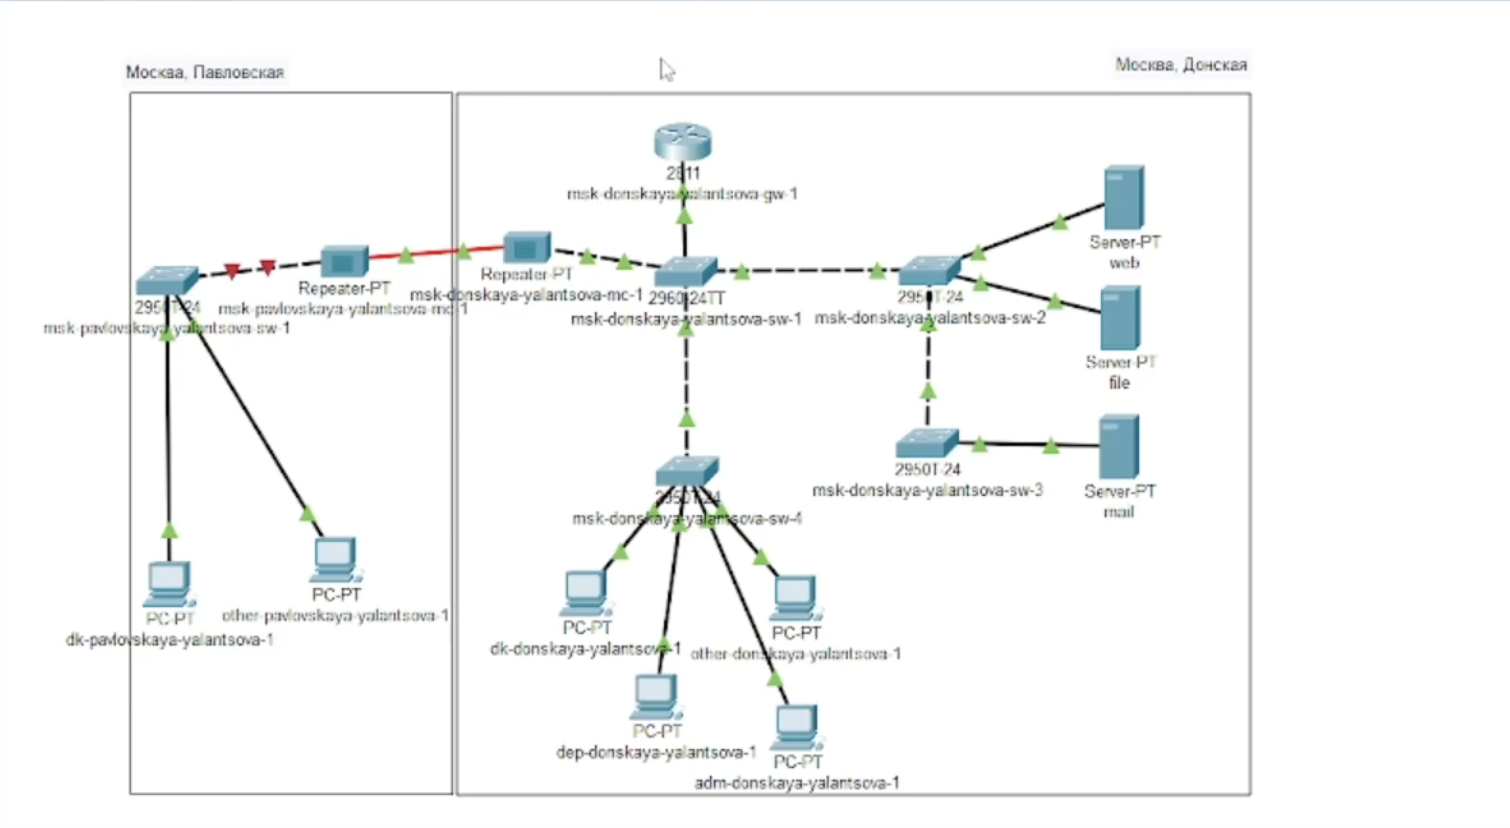 Москва, Павловская
Москва, Донская
2811
msk-donskaya-yalantsova-gw-1
Server-PT
web
Repeater-PT
msk-donskaya-yalantsova-mc-1
Repeater-PT
msk-pavlovskaya-yalantsova-mc-1
2950T-24
msk-pavlovskaya-yalantsova-sw-1
2960-24TT
msk-donskaya-yalantsova-sw-1
2950T-24
msk-donskaya-yalantsova-sw-2
Server-PT
file
2950T-24
msk-donskaya-yalantsova-sw-3
Server-PT
mail
2950T-24
msk-donskaya-yalantsova-sw-4
PC-PT
dk-pavlovskaya-yalantsova-1
PC-PT
other-pavlovskaya-yalantsova-1
PC-PT
dk-donskaya-yalantsova-1
PC-PT
other-donskaya-yalantsova-1
PC-PT
dep-donskaya-yalantsova-1
PC-PT
adm-donskaya-yalantsova-1